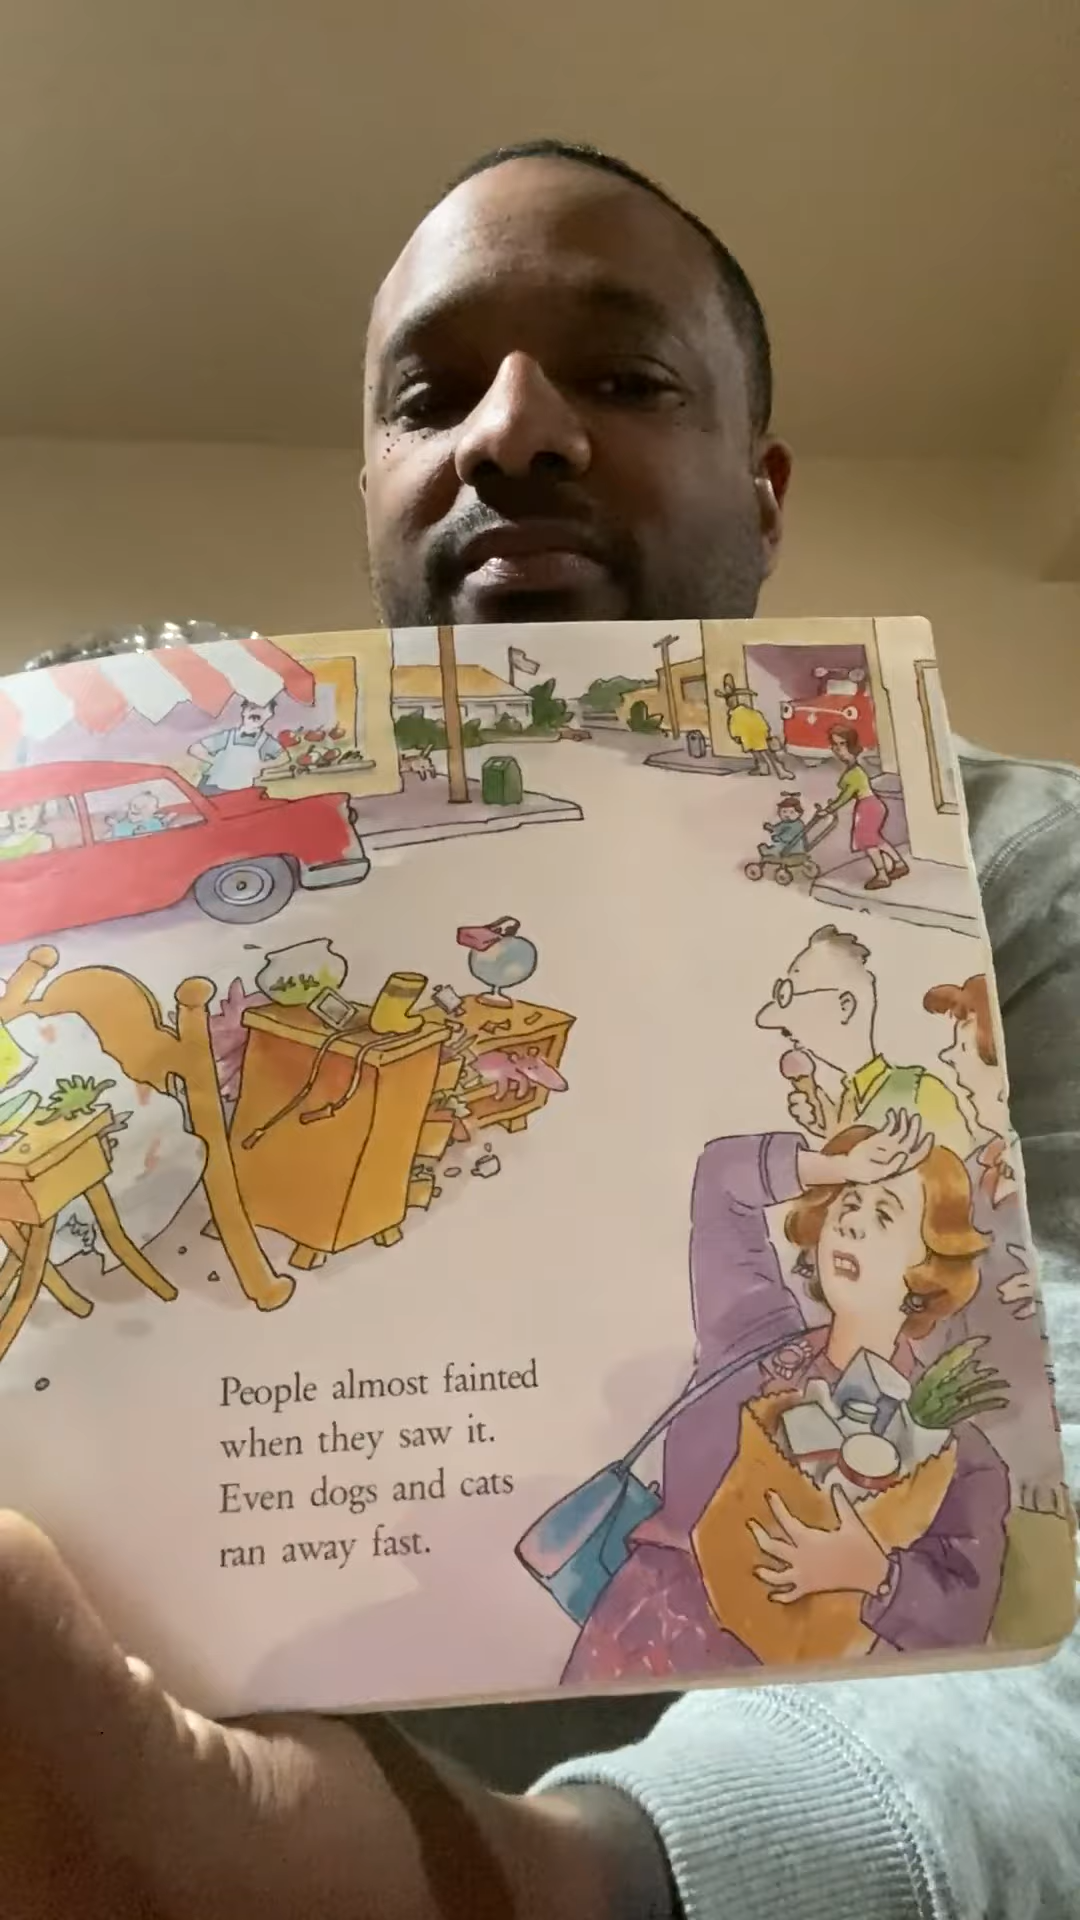 People almost fainted
when they saw it.
Even dogs and cats
ran away fast.